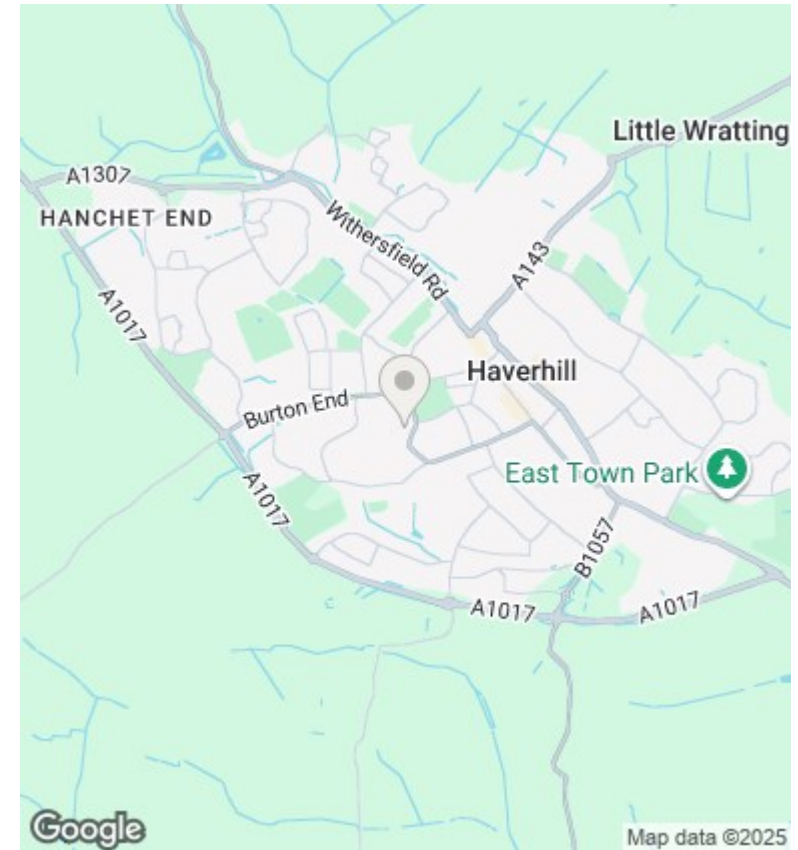 Little Wratting
A1307
HANCHET END
Withersfield Rd
A143
A1017
Haverhill
Burton End
East Town Park
A1017
B1057
A1017
A1017
Google
Map data ©2025